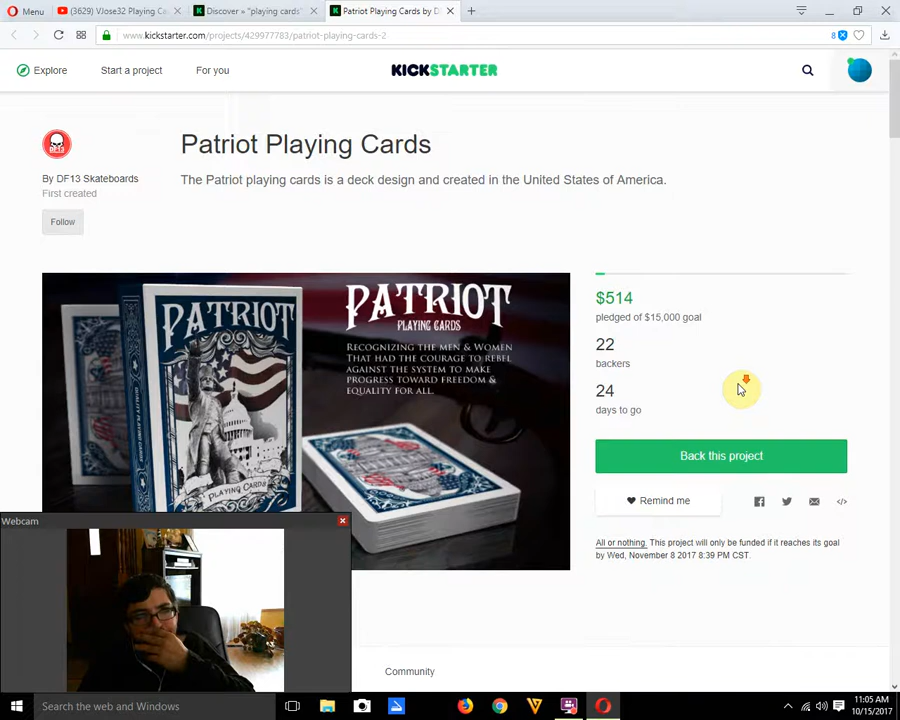 Menu
(3629) VJose32 Playing Ca
Discover » "playing cards"
Patriot Playing Cards by D
www.kickstarter.com/projects/429977783/patriot-playing-cards-2
8
Explore
Start a project
For you
KICKSTARTER
DF13
Patriot Playing Cards
By DF13 Skateboards
The Patriot playing cards is a deck design and created in the United States of America.
First created
Follow
PATRIOT
PLAYING CARDS
RECOGNIZING THE MEN & WOMEN
THAT HAD THE COURAGE TO REBEL
AGAINST THE SYSTEM TO MAKE
PROGRESS TOWARD FREEDOM &
EQUALITY FOR ALL.
PATRIOT
PLAYING CARDS
$514
pledged of $15,000 goal
22
backers
24
days to go
Back this project
Remind me
All or nothing. This project will only be funded if it reaches its goal
by Wed, November 8 2017 8:39 PM CST.
Webcam
Community
Search the web and Windows
11:05 AM
10/15/2017